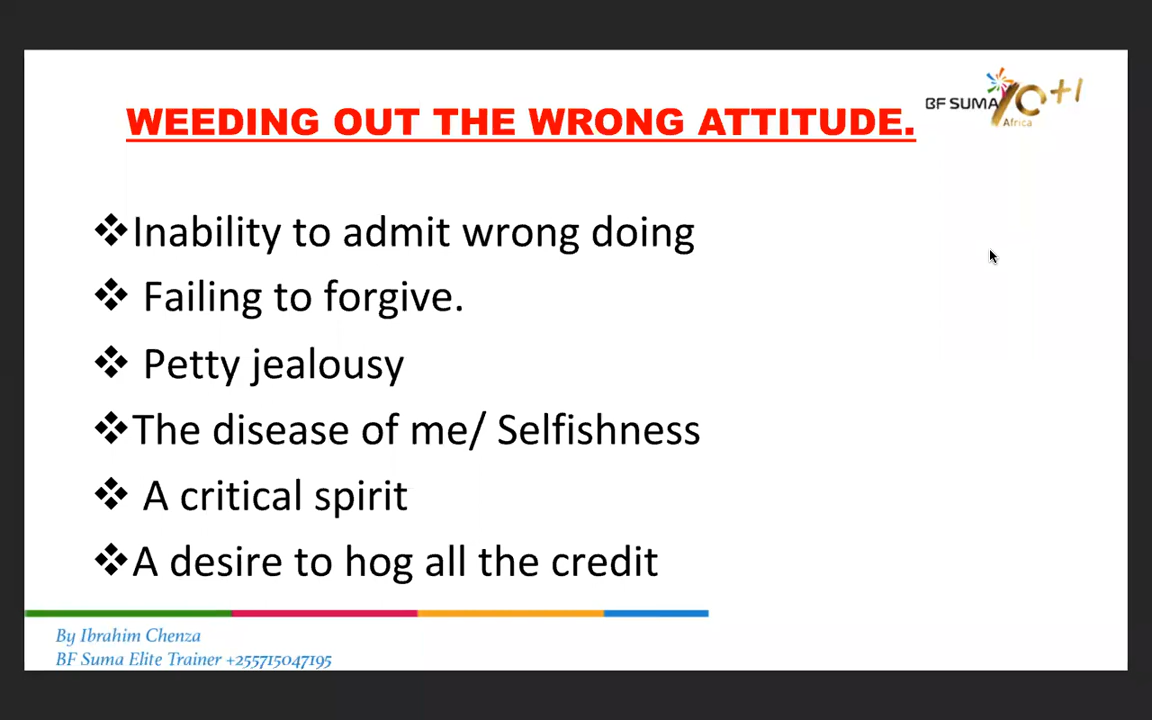 WEEDING OUT THE WRONG ATTITUDE.
BF SUMA 10+1
Africa
❖Inability to admit wrong doing
❖ Failing to forgive.
❖ Petty jealousy
❖The disease of me/ Selfishness
❖ A critical spirit
❖A desire to hog all the credit
By Ibrahim Chenza
BF Suma Elite Trainer +255715047195